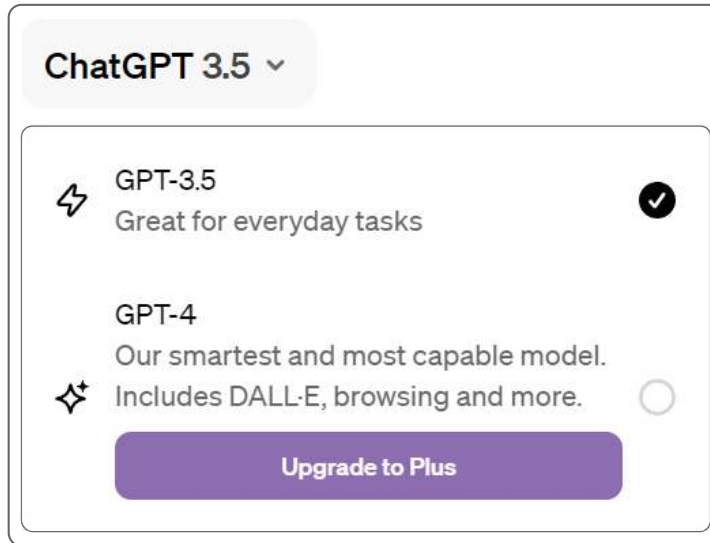 ChatGPT 3.5
GPT-3.5
Great for everyday tasks
GPT-4
Our smartest and most capable model.
Includes DALL·E, browsing and more.
Upgrade to Plus